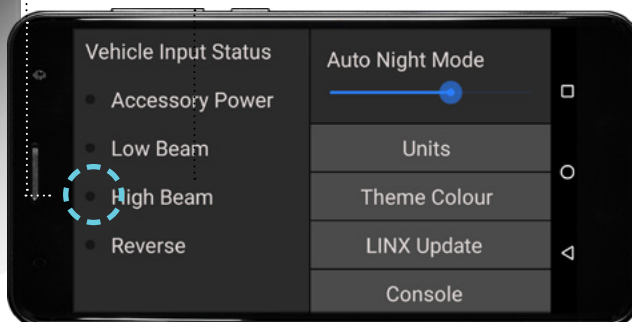 Vehicle Input Status
Accessory Power
Low Beam
High Beam
Reverse
Auto Night Mode
Units
Theme Colour
LINX Update
Console